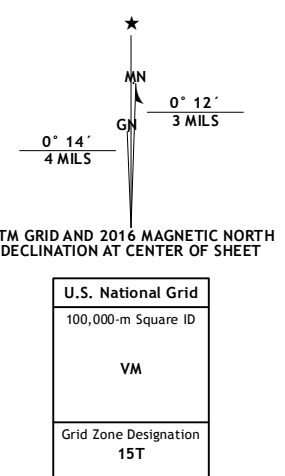 MN
0° 12´
3 MILS
GN
0° 14´
4 MILS
TM GRID AND 2016 MAGNETIC NORTH
DECLINATION AT CENTER OF SHEET
U.S. National Grid
100,000-m Square ID
VM
Grid Zone Designation
15T